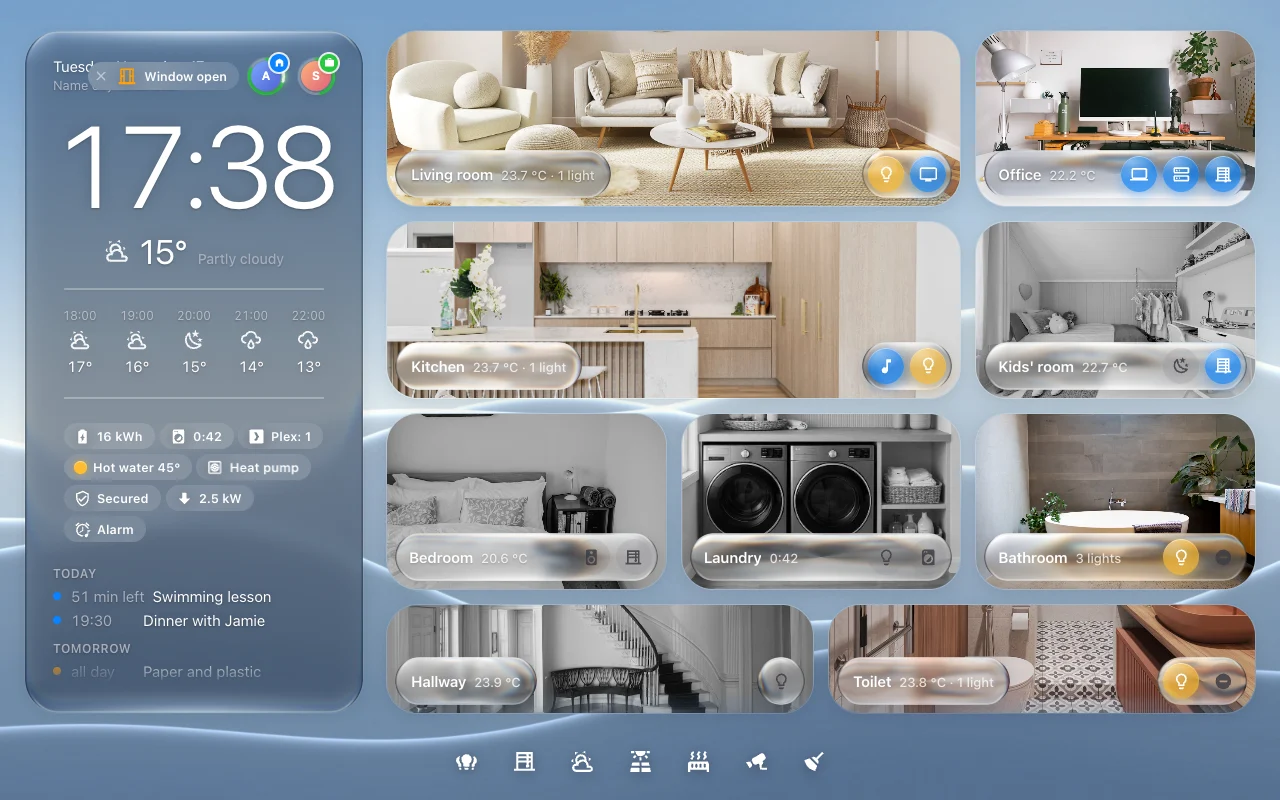 Window open
A
S
17:38
15° Partly cloudy
18:00 19:00 20:00 21:00 22:00
17° 16° 15° 14° 13°
16 kWh 0:42 Plex: 1
Hot water 45° Heat pump
Secured 2.5 kW
Alarm
TODAY
51 min left Swimming lesson
19:30 Dinner with Jamie
TOMORROW
all day Paper and plastic
Living room 23.7 °C · 1 light
Office 22.2 °C
Kitchen 23.7 °C · 1 light
Kids' room 22.7 °C
Bedroom 20.6 °C
Laundry 0:42
Bathroom 3 lights
Hallway 23.9 °C
Toilet 23.8 °C · 1 light